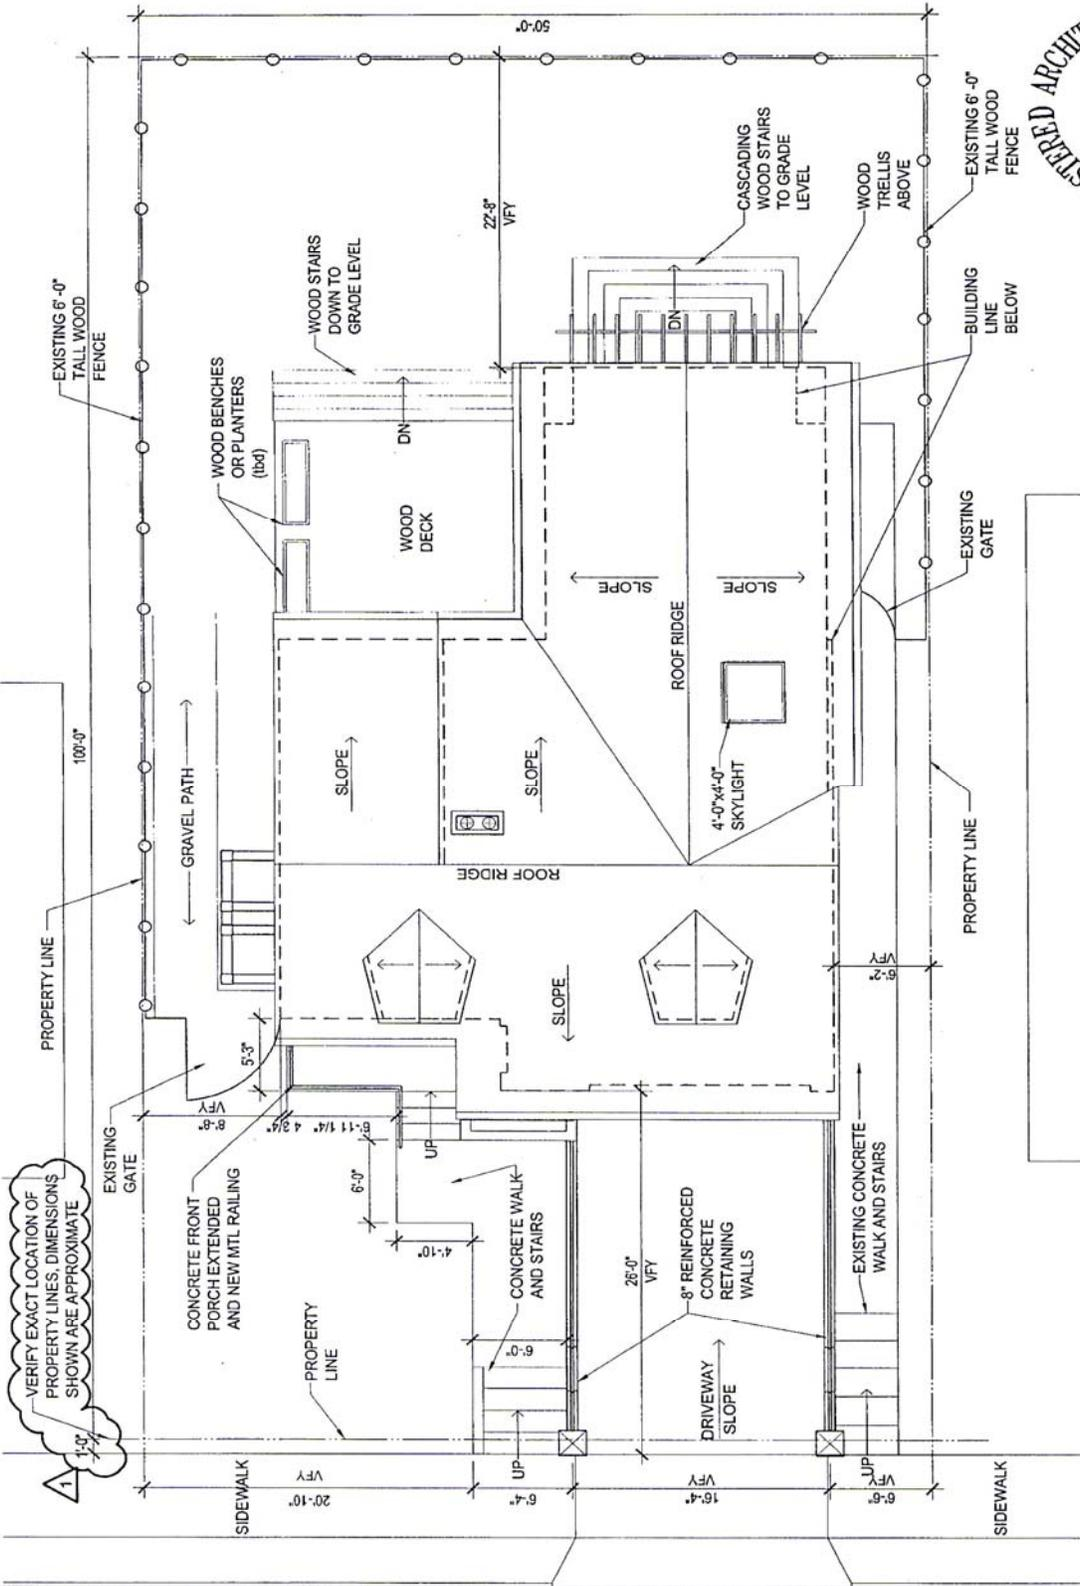 50'-0"
EXISTING 6'-0"
TALL WOOD
FENCE
22'-8"
VFY
CASCADING
WOOD STAIRS
TO GRADE
LEVEL
WOOD
TRELLIS
ABOVE
EXISTING 6'-0"
TALL WOOD
FENCE
WOOD STAIRS
DOWN TO
GRADE LEVEL
DN
BUILDING
LINE
BELOW
WOOD BENCHES
OR PLANTERS
(tbd)
DN
WOOD
DECK
EXISTING
GATE
SLOPE
SLOPE
ROOF RIDGE
100'-0"
GRAVEL PATH
SLOPE
SLOPE
4'-0"x4'-0"
SKYLIGHT
PROPERTY LINE
ROOF RIDGE
PROPERTY LINE
6'-2"
VFY
SLOPE
5'-3"
8'-8"
VFY
4 3/4"
6'-11 1/4"
UP
EXISTING
GATE
6'-0"
4'-10"
CONCRETE FRONT
PORCH EXTENDED
AND NEW MTL RAILING
CONCRETE WALK
AND STAIRS
26'-0"
VFY
8" REINFORCED
CONCRETE
RETAINING
WALLS
EXISTING CONCRETE
WALK AND STAIRS
VERIFY EXACT LOCATION OF
PROPERTY LINES, DIMENSIONS
SHOWN ARE APPROXIMATE
1
1'-0"
PROPERTY
LINE
6'-0"
DRIVEWAY
SLOPE
UP
UP
20'-10"
VFY
6'-4"
16'-4"
VFY
6'-6"
VFY
SIDEWALK
SIDEWALK